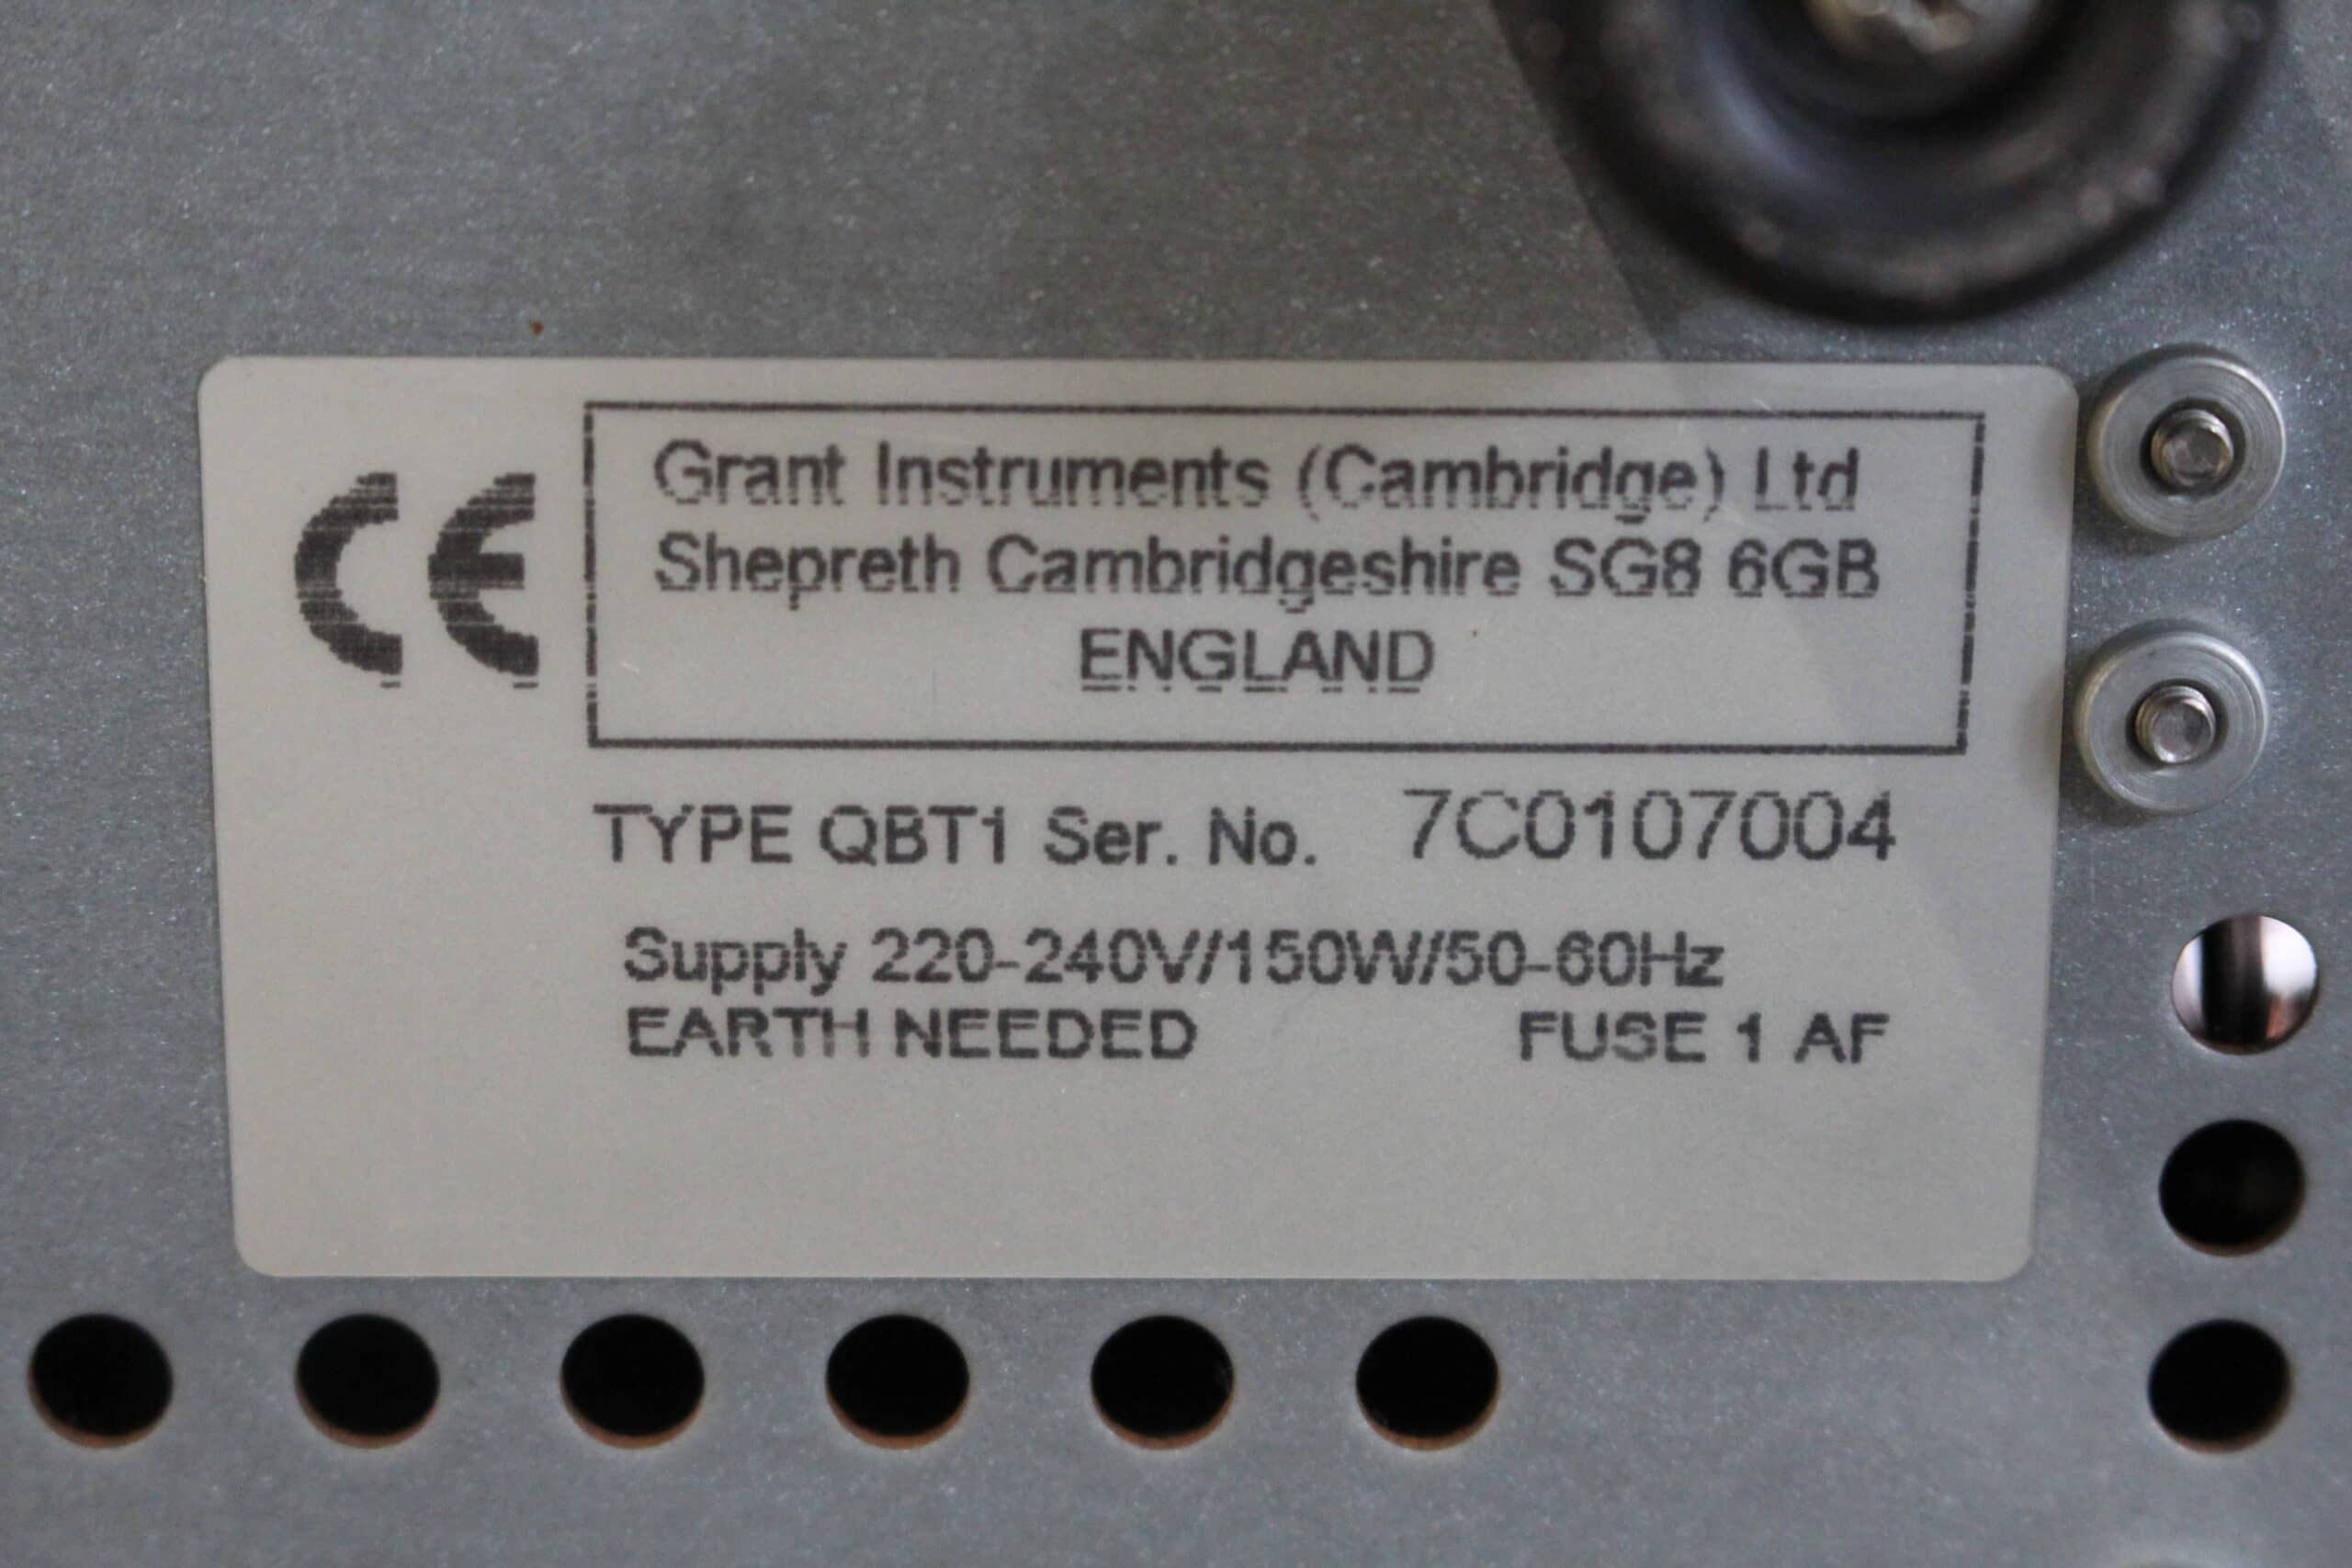 CE
Grant Instruments (Cambridge) Ltd
Shepreth Cambridgeshire SG8 6GB
ENGLAND
TYPE QBT1 Ser. No. 7C0107004
Supply 220-240V/150W/50-60Hz
EARTH NEEDED FUSE 1 AF